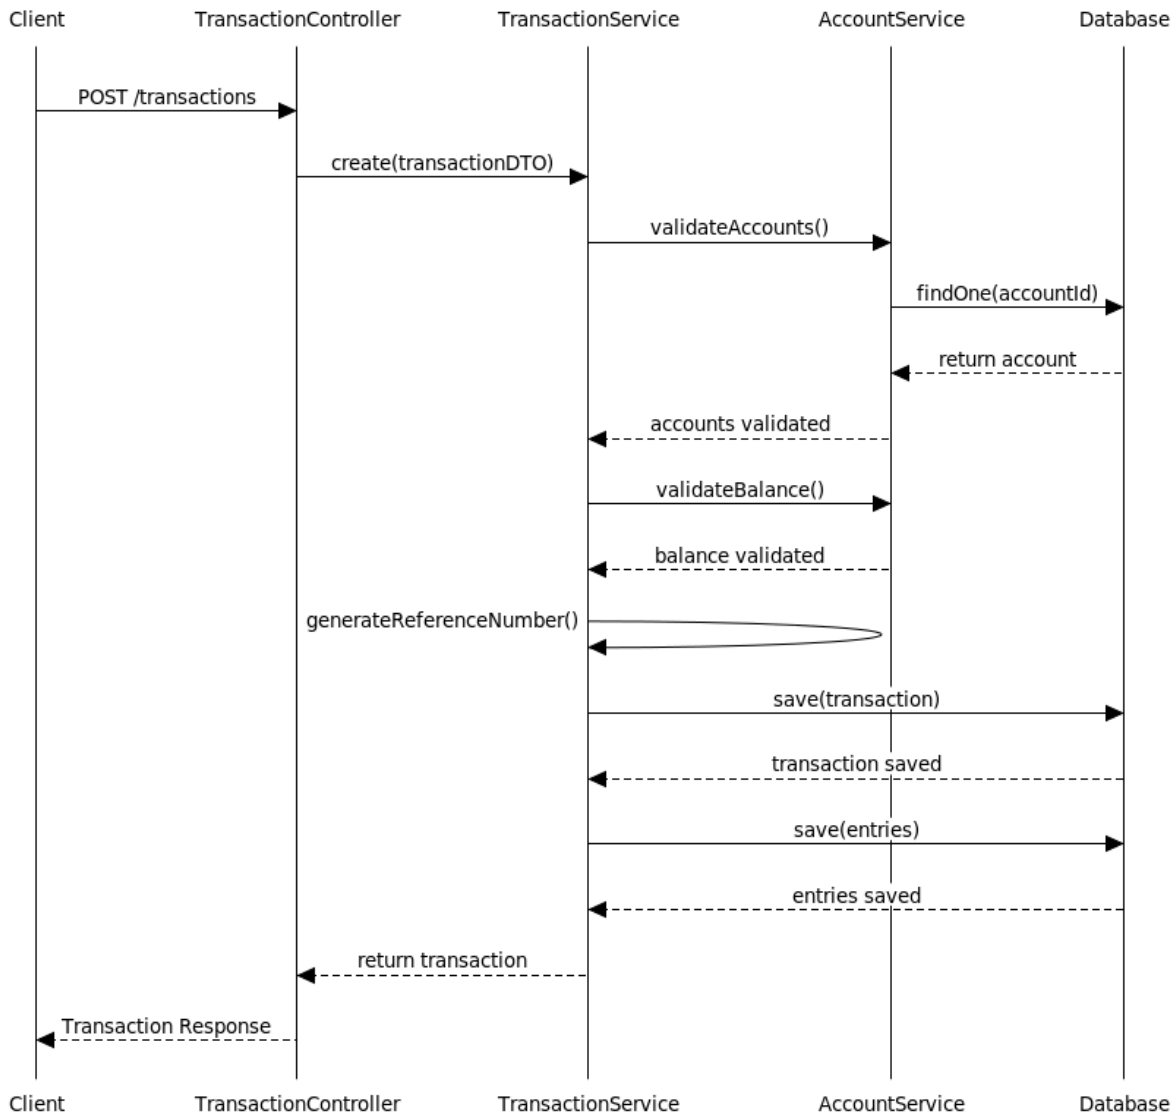 Client TransactionController TransactionService AccountService Database
POST /transactions
create(transactionDTO)
validateAccounts()
findOne(accountId)
return account
accounts validated
validateBalance()
balance validated
generateReferenceNumber()
save(transaction)
transaction saved
save(entries)
entries saved
return transaction
Transaction Response
Client TransactionController TransactionService AccountService Database